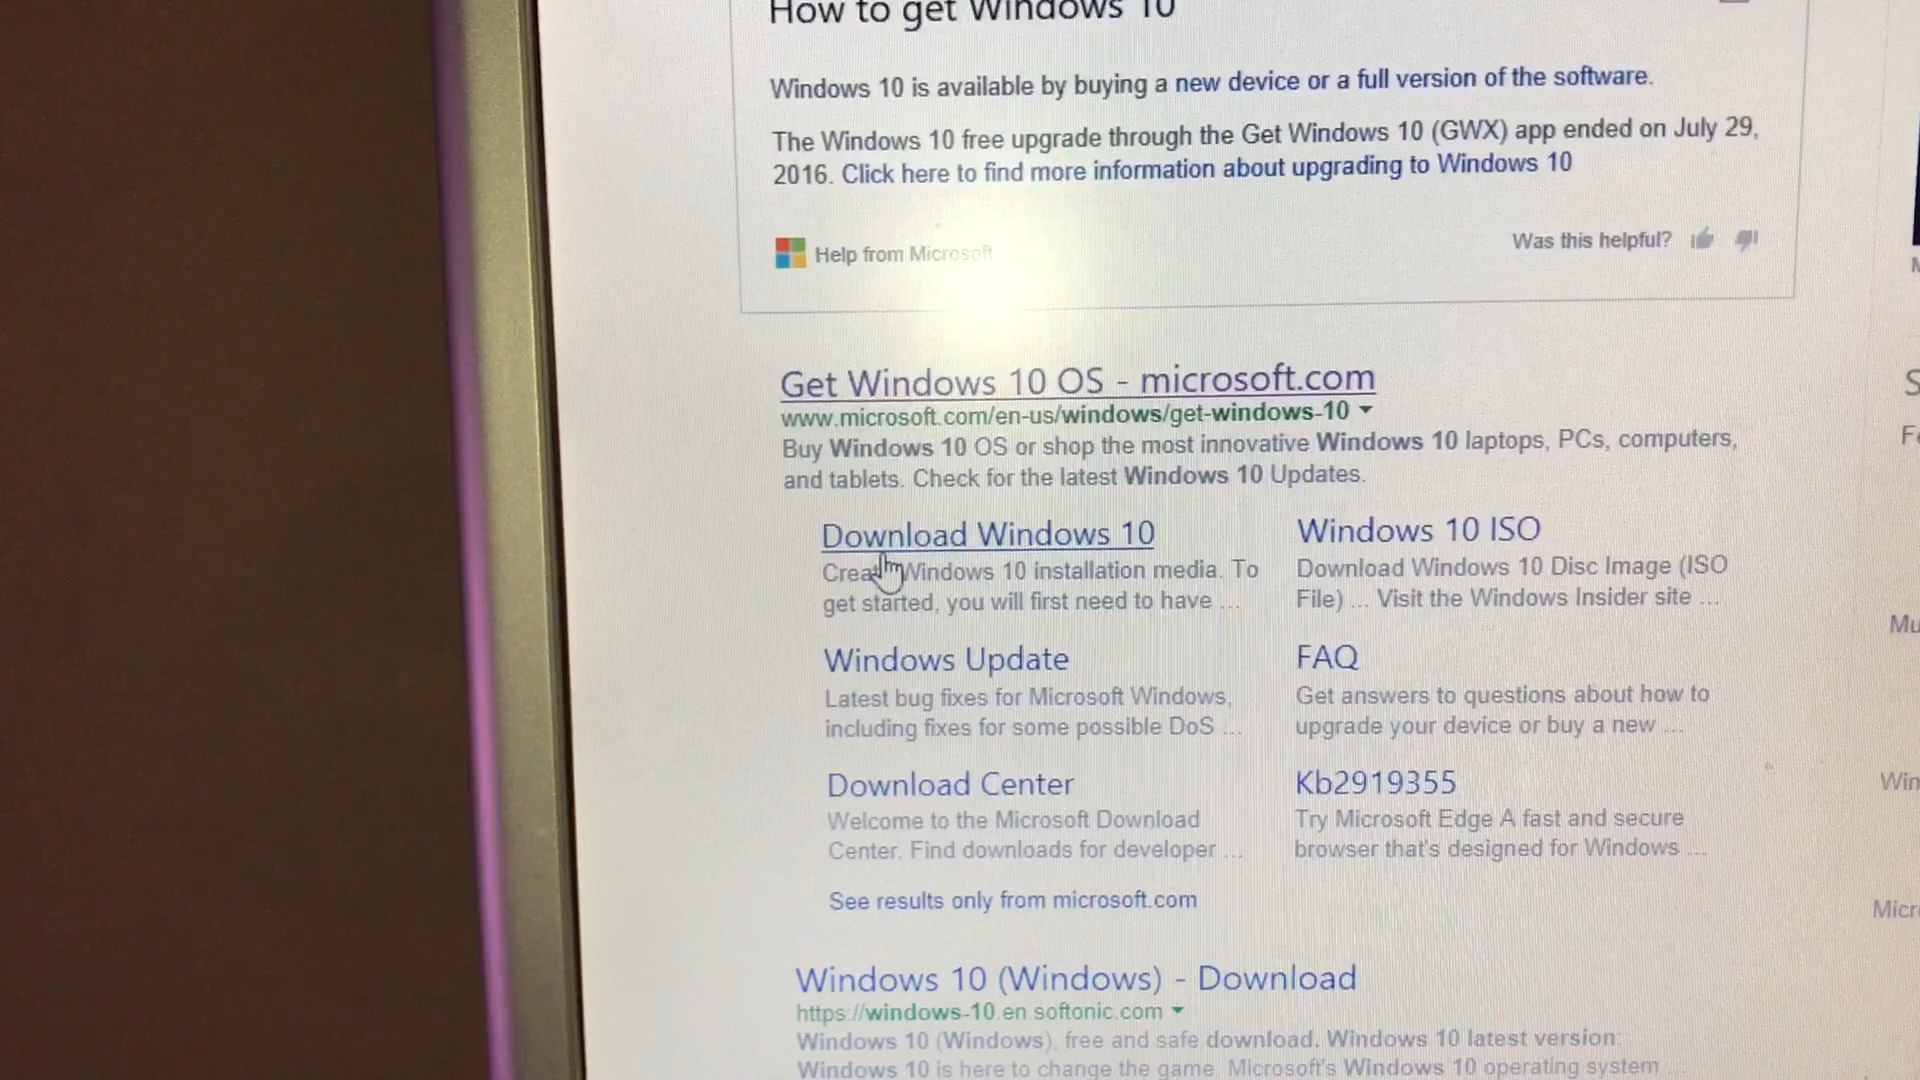 How to get Windows 10
Windows 10 is available by buying a new device or a full version of the software.
The Windows 10 free upgrade through the Get Windows 10 (GWX) app ended on July 29,
2016. Click here to find more information about upgrading to Windows 10
Help from Microsoft
Was this helpful?
Get Windows 10 OS - microsoft.com
www.microsoft.com/en-us/windows/get-windows-10
Buy Windows 10 OS or shop the most innovative Windows 10 laptops, PCs, computers,
and tablets. Check for the latest Windows 10 Updates.
Download Windows 10
Windows 10 installation media. To
get started, you will first need to have ...
Windows 10 ISO
Download Windows 10 Disc Image (ISO
File) ... Visit the Windows Insider site ...
Windows Update
Latest bug fixes for Microsoft Windows,
including fixes for some possible DoS ...
FAQ
Get answers to questions about how to
upgrade your device or buy a new ...
Download Center
Welcome to the Microsoft Download
Center. Find downloads for developer ...
Kb2919355
Try Microsoft Edge A fast and secure
browser that's designed for Windows ...
See results only from microsoft.com
Windows 10 (Windows) - Download
https://windows-10.en.softonic.com
Windows 10 (Windows), free and safe download. Windows 10 latest version:
Windows 10 is here to change the game. Microsoft's Windows 10 operating system ...